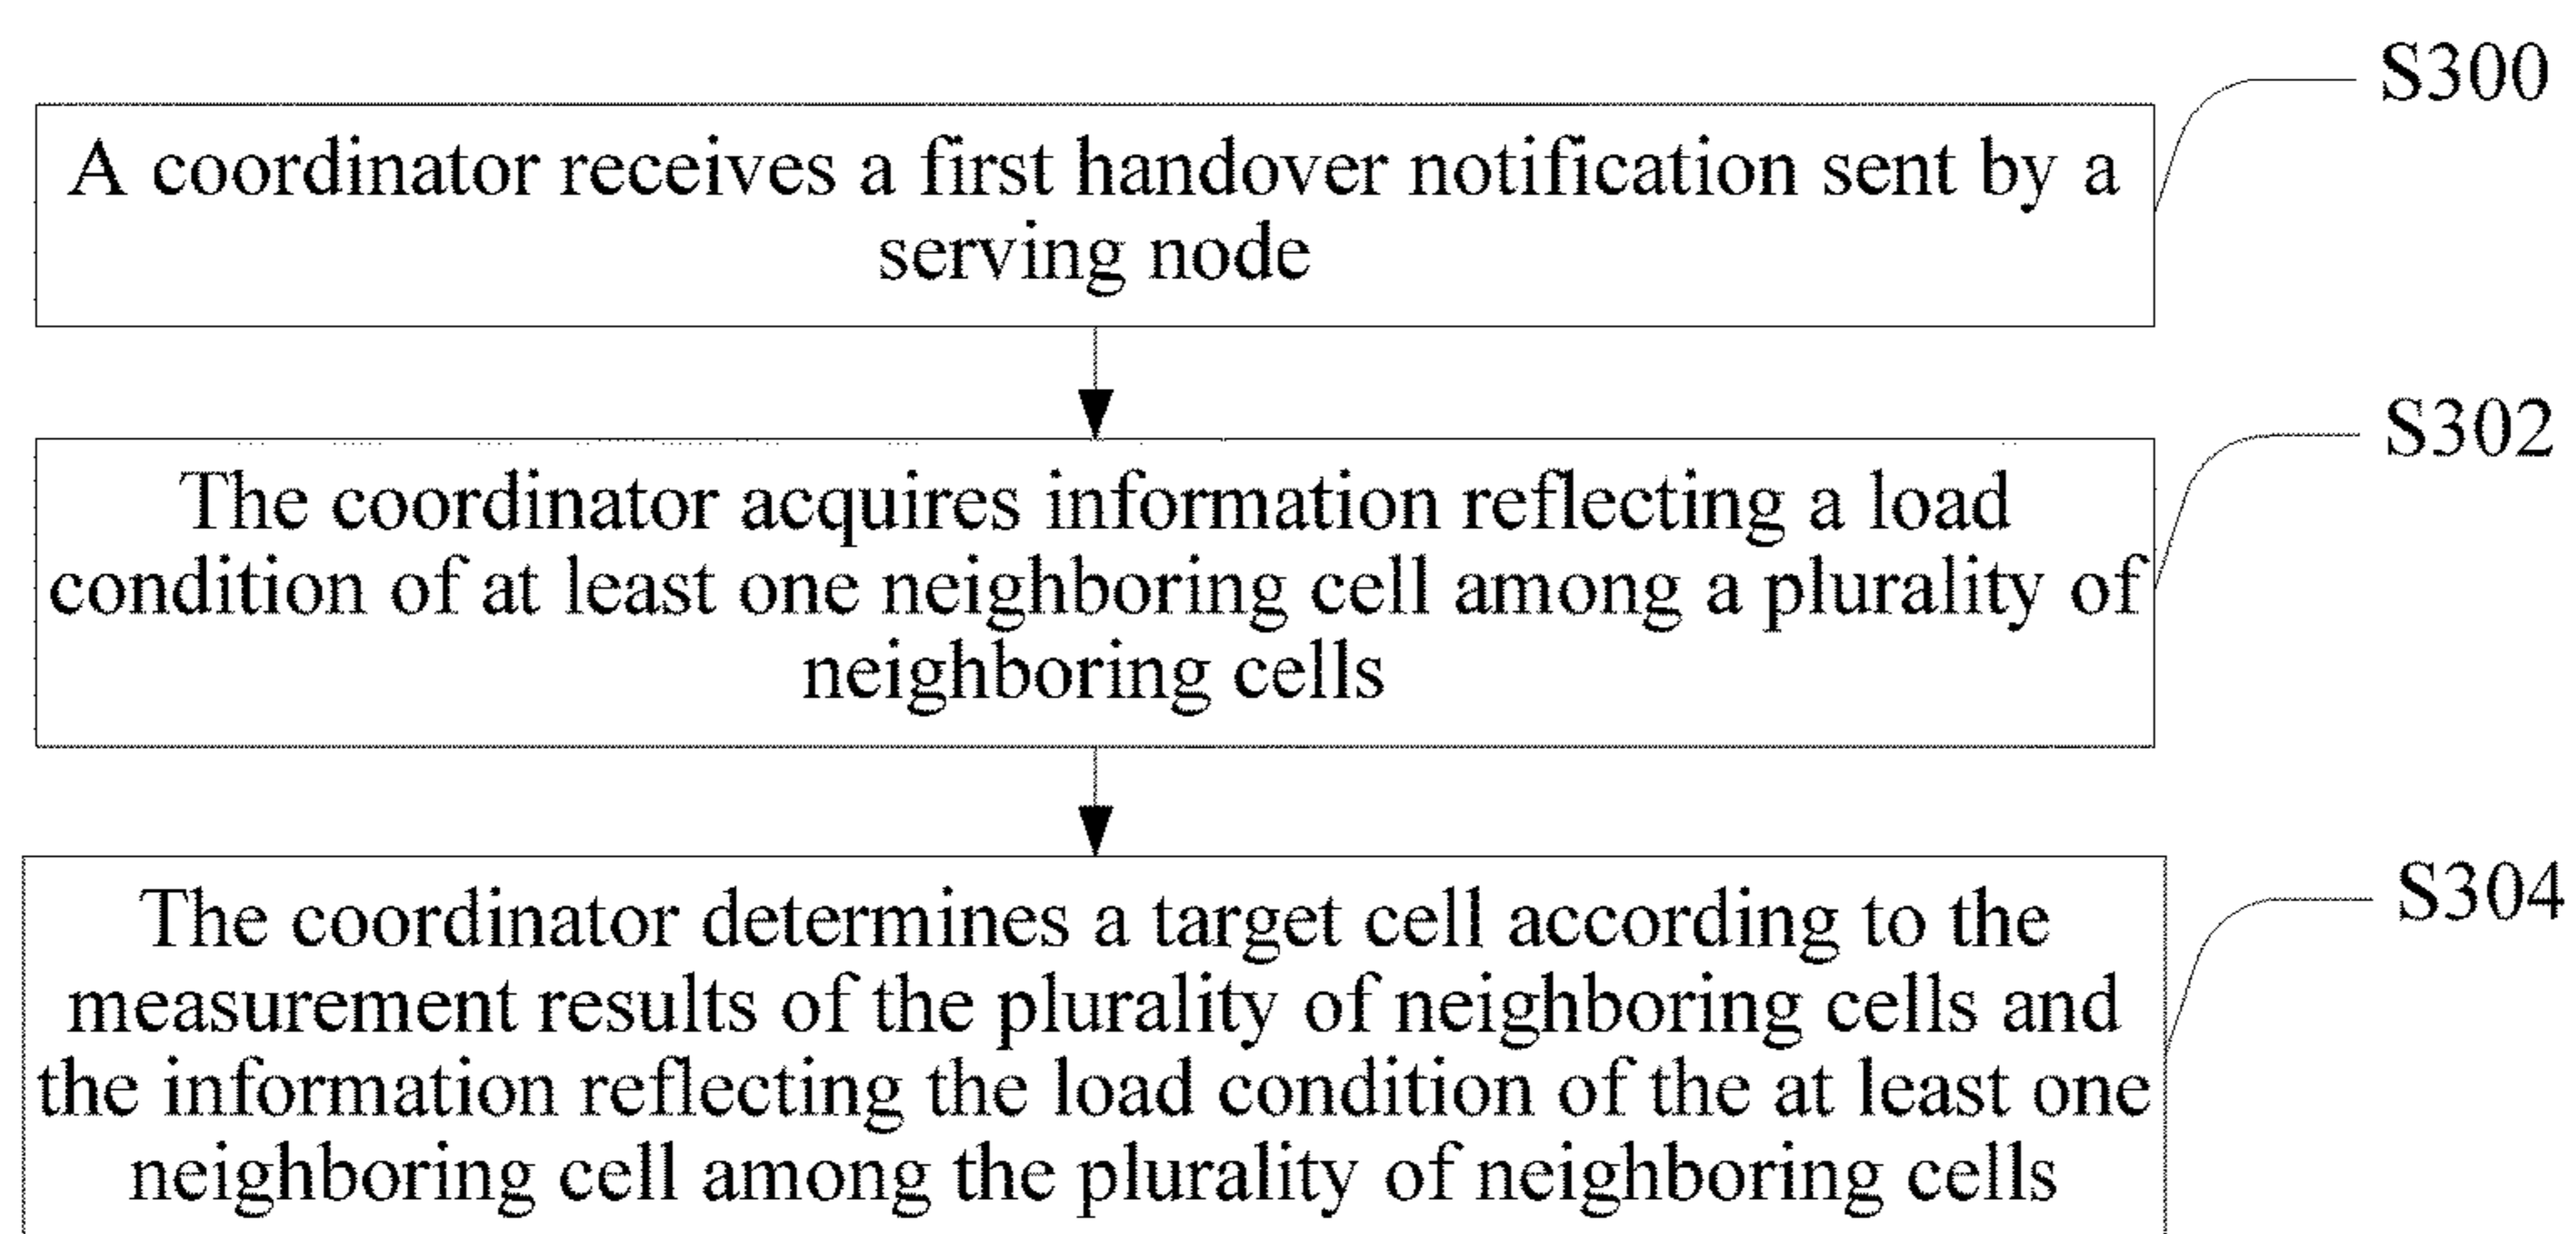 S300
A coordinator receives a first handover notification sent by a
serving node
S302
The coordinator acquires information reflecting a load
condition of at least one neighboring cell among a plurality of
neighboring cells
S304
The coordinator determines a target cell according to the
measurement results of the plurality of neighboring cells and
the information reflecting the load condition of the at least one
neighboring cell among the plurality of neighboring cells